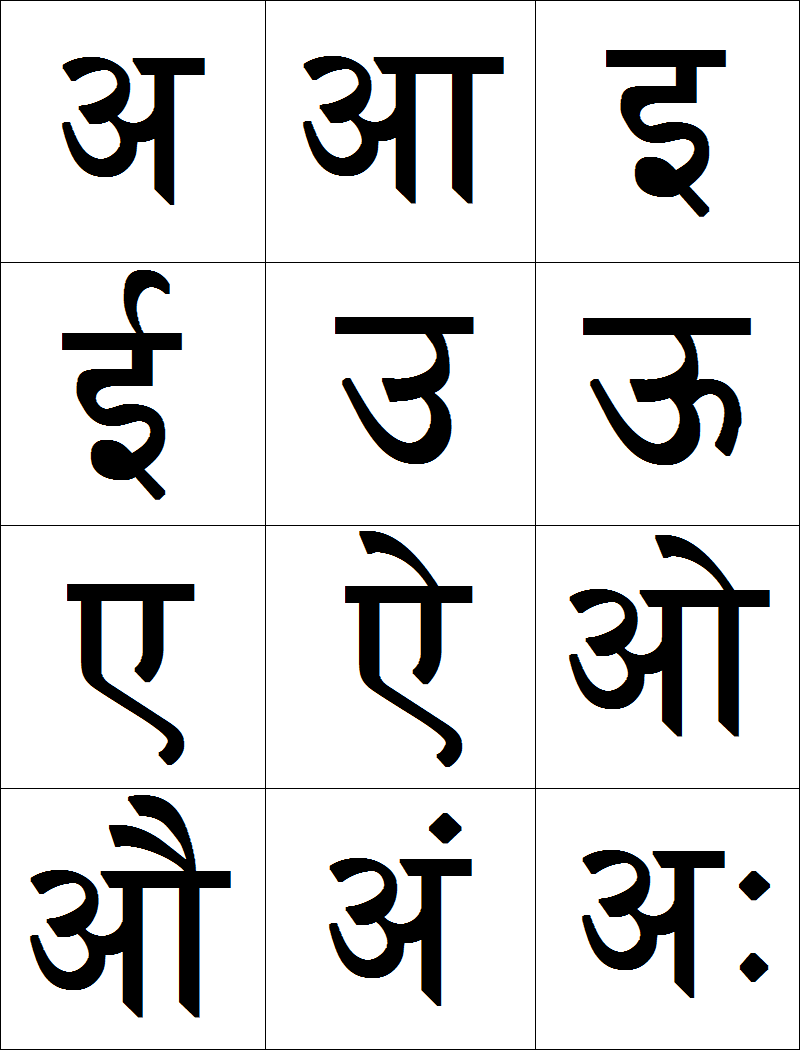 अ आ इ
ई उ ऊ
ए ऐ ओ
औ अं अः